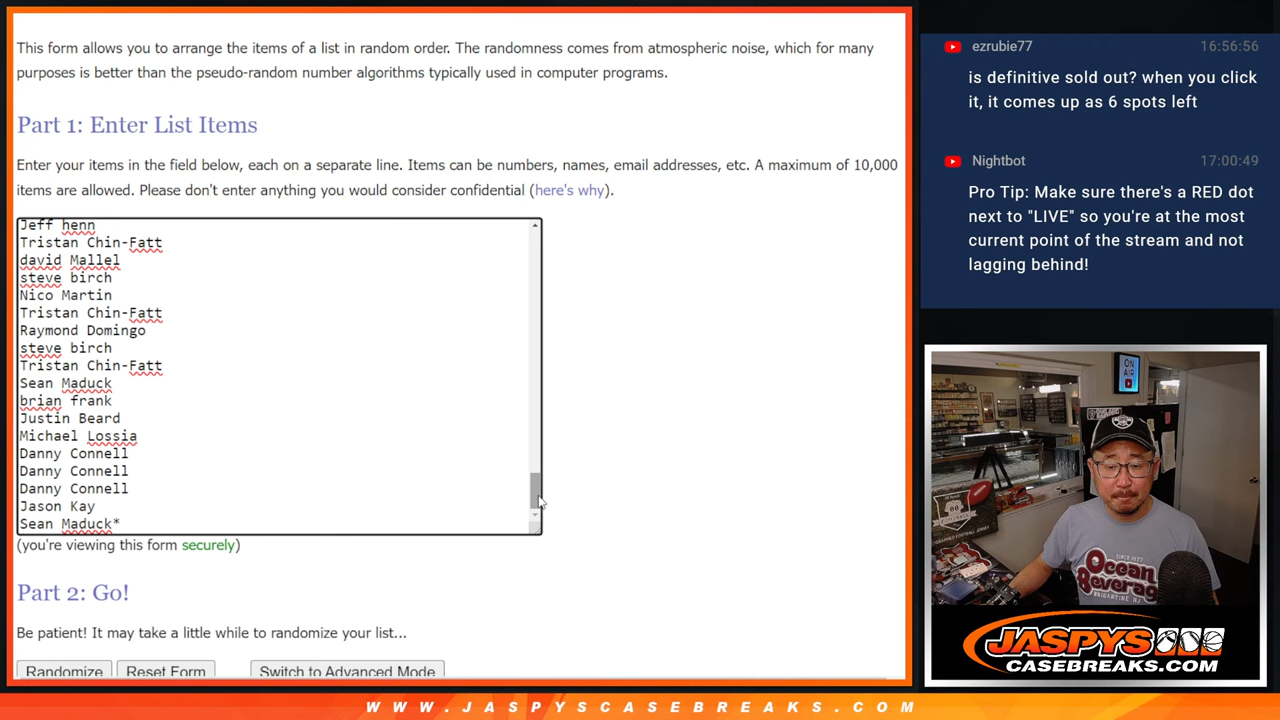 This form allows you to arrange the items of a list in random order. The randomness comes from atmospheric noise, which for many
purposes is better than the pseudo-random number algorithms typically used in computer programs.
Part 1: Enter List Items
Enter your items in the field below, each on a separate line. Items can be numbers, names, email addresses, etc. A maximum of 10,000
items are allowed. Please don't enter anything you would consider confidential (here's why).
Jeff henn
Tristan Chin-Fatt
david Mallel
steve birch
Nico Martin
Tristan Chin-Fatt
Raymond Domingo
steve birch
Tristan Chin-Fatt
Sean Maduck
brian frank
Justin Beard
Michael Lossia
Danny Connell
Danny Connell
Danny Connell
Jason Kay
Sean Maduck*
(you're viewing this form securely)
Part 2: Go!
Be patient! It may take a little while to randomize your list...
Randomize
Reset Form
Switch to Advanced Mode
ezrubie77
16:56:56
is definitive sold out? when you click
it, it comes up as 6 spots left
Nightbot
17:00:49
Pro Tip: Make sure there's a RED dot
next to "LIVE" so you're at the most
current point of the stream and not
lagging behind!
ON
AIR
Ocean
Beverag
JASPYS
CASEBREAKS.COM
WWW.JASPYSCASEBREAKS.COM